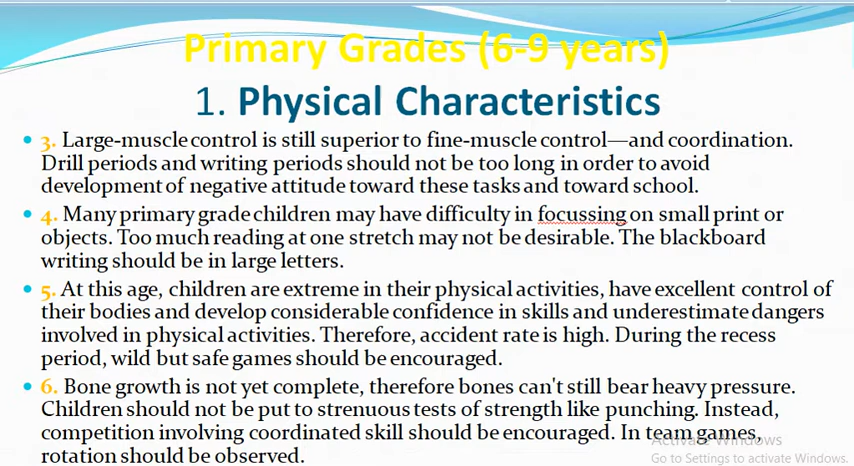 Primary Grades (6-9 years)
1. Physical Characteristics
• 3. Large-muscle control is still superior to fine-muscle control—and coordination.
Drill periods and writing periods should not be too long in order to avoid
development of negative attitude toward these tasks and toward school.
• 4. Many primary grade children may have difficulty in focussing on small print or
objects. Too much reading at one stretch may not be desirable. The blackboard
writing should be in large letters.
• 5. At this age, children are extreme in their physical activities, have excellent control of
their bodies and develop considerable confidence in skills and underestimate dangers
involved in physical activities. Therefore, accident rate is high. During the recess
period, wild but safe games should be encouraged.
• 6. Bone growth is not yet complete, therefore bones can't still bear heavy pressure.
Children should not be put to strenuous tests of strength like punching. Instead,
competition involving coordinated skill should be encouraged. In team games,
rotation should be observed.
Activate Windows
Go to Settings to activate Windows.